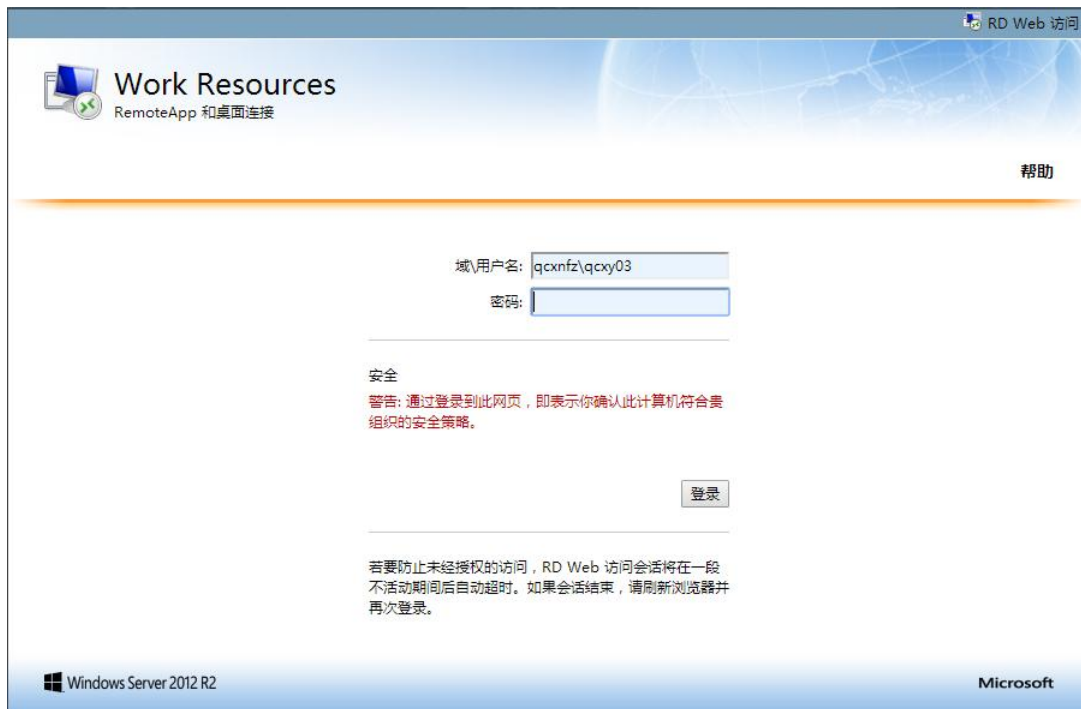 RD Web 访问
Work Resources
RemoteApp 和桌面连接
帮助
域\用户名: qcxnfz\qcxy03
密码:
安全
警告: 通过登录到此网页，即表示你确认此计算机符合贵
组织的安全策略。
登录
若要防止未经授权的访问，RD Web 访问会话将在一段
不活动期间后自动超时。如果会话结束，请刷新浏览器并
再次登录。
Windows Server 2012 R2
Microsoft